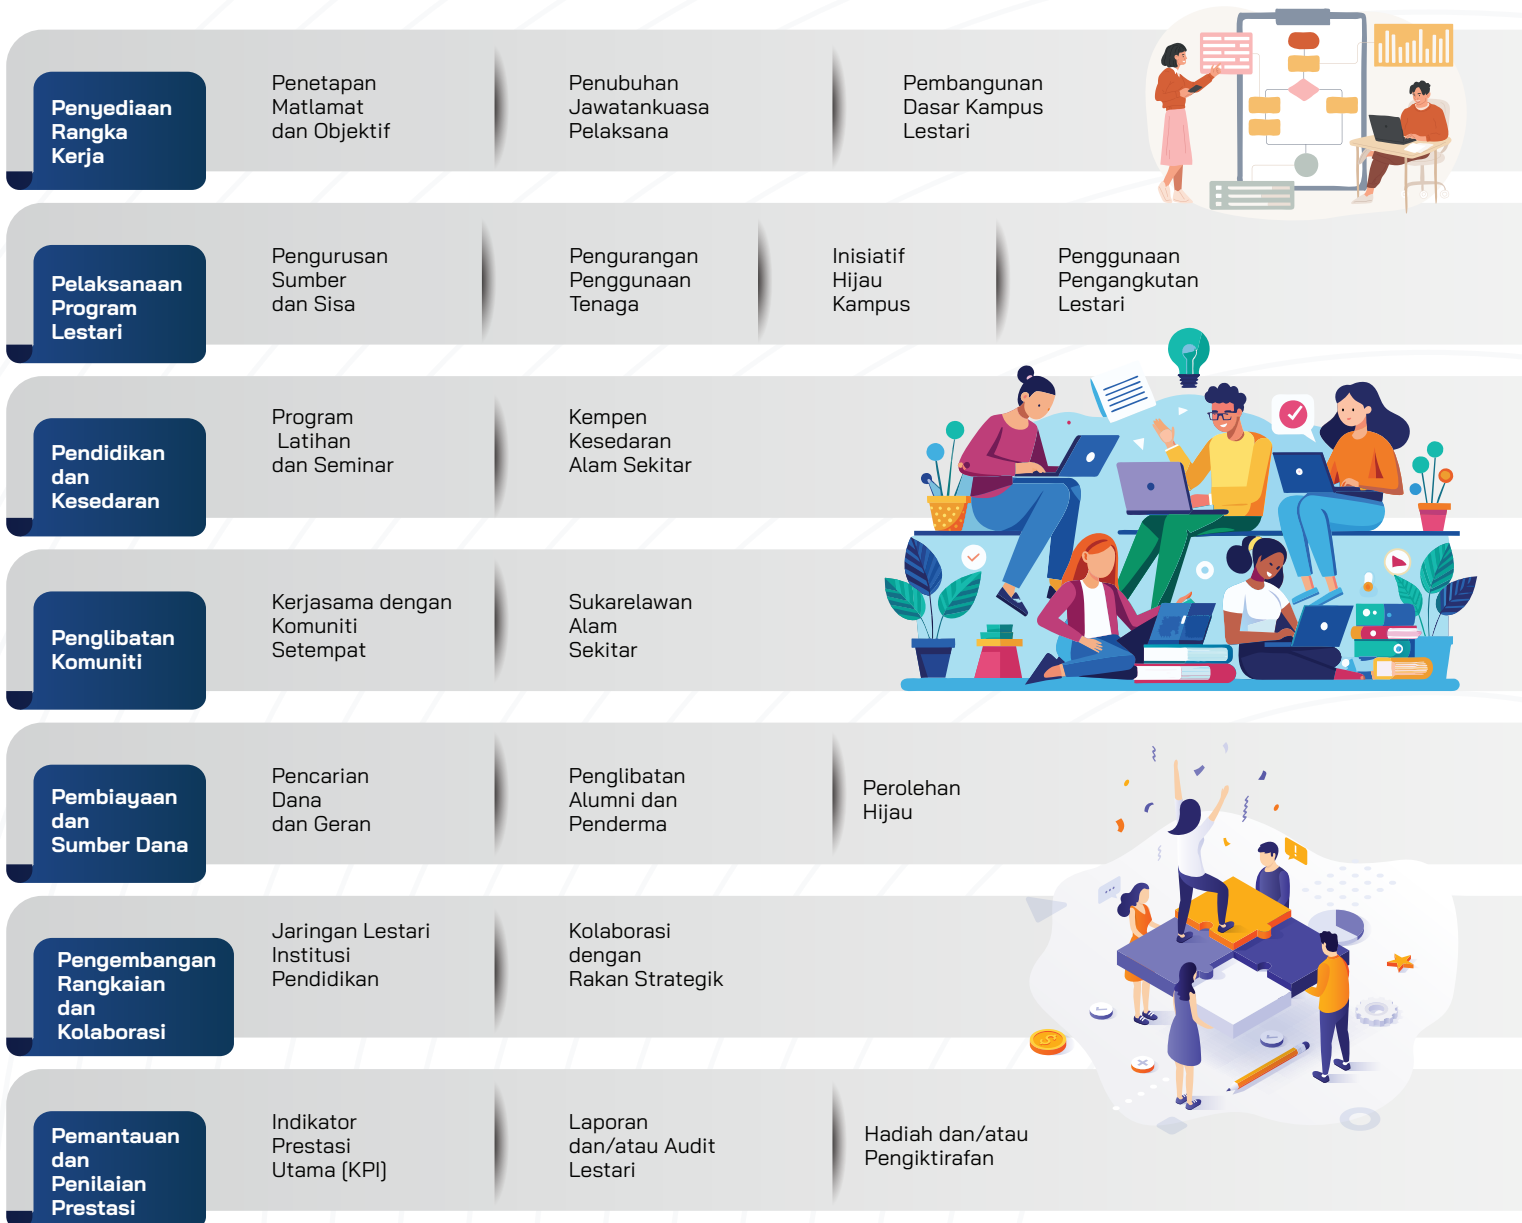 Penyediaan
Rangka
Kerja
Penetapan
Matlamat
dan Objektif
Penubuhan
Jawatankuasa
Pelaksana
Pembangunan
Dasar Kampus
Lestari
Pelaksanaan
Program
Lestari
Pengurusan
Sumber
dan Sisa
Pengurangan
Penggunaan
Tenaga
Inisiatif
Hijau
Kampus
Penggunaan
Pengangkutan
Lestari
Pendidikan
dan
Kesedaran
Program
Latihan
dan Seminar
Kempen
Kesedaran
Alam Sekitar
Penglibatan
Komuniti
Kerjasama dengan
Komuniti
Setempat
Sukarelawan
Alam
Sekitar
Pembiayaan
dan
Sumber Dana
Pencarian
Dana
dan Geran
Penglibatan
Alumni dan
Penderma
Perolehan
Hijau
Pengembangan
Rangkaian
dan
Kolaborasi
Jaringan Lestari
Institusi
Pendidikan
Kolaborasi
dengan
Rakan Strategik
Pemantauan
dan
Penilaian
Prestasi
Indikator
Prestasi
Utama (KPI)
Laporan
dan/atau Audit
Lestari
Hadiah dan/atau
Pengiktirafan